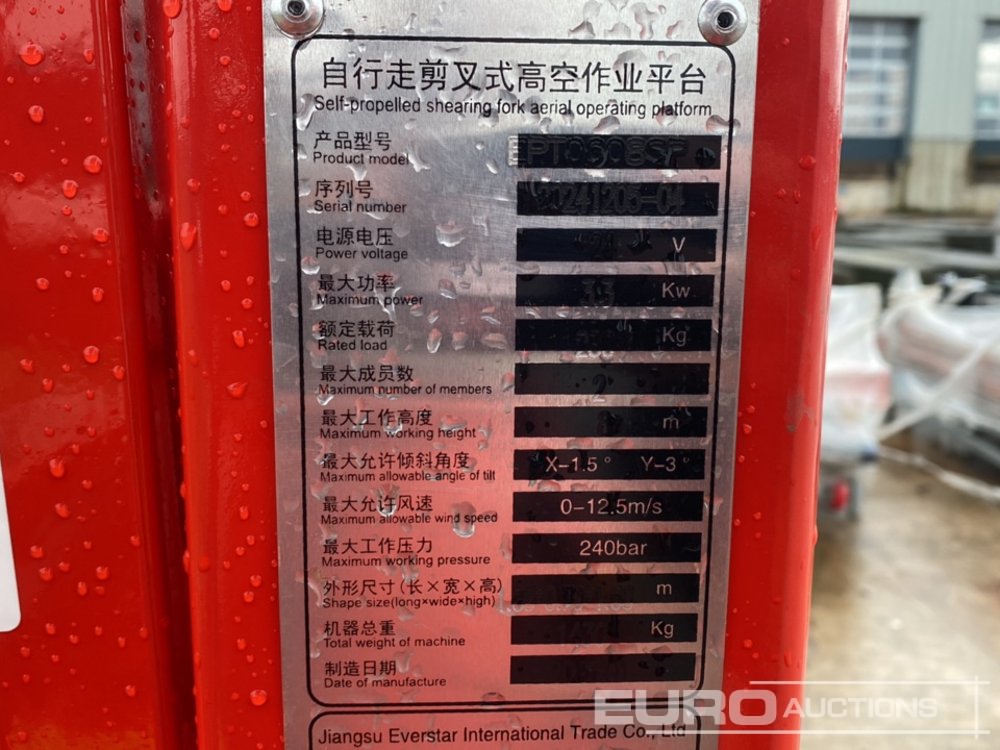 自行走剪叉式高空作业平台
Self-propelled shearing fork aerial operating platform
产品型号
Product model
EPT0608SP
序列号
Serial number
电源电压
Power voltage
24 V
最大功率
Maximum power
3.3 Kw
额定载荷
Rated load
Kg
最大成员数
Maximum number of members
2
最大工作高度
Maximum working height
m
最大允许倾斜角度
Maximum allowable angle of tilt
X-1.5° Y-3°
最大允许风速
Maximum allowable wind speed
0-12.5m/s
最大工作压力
Maximum working pressure
240bar
外形尺寸(长×宽×高)
Shape size(long×wide×high)
m
机器总重
Total weight of machine
Kg
制造日期
Date of manufacture
Jiangsu Everstar International Trade Co., Ltd
EURO AUCTIONS